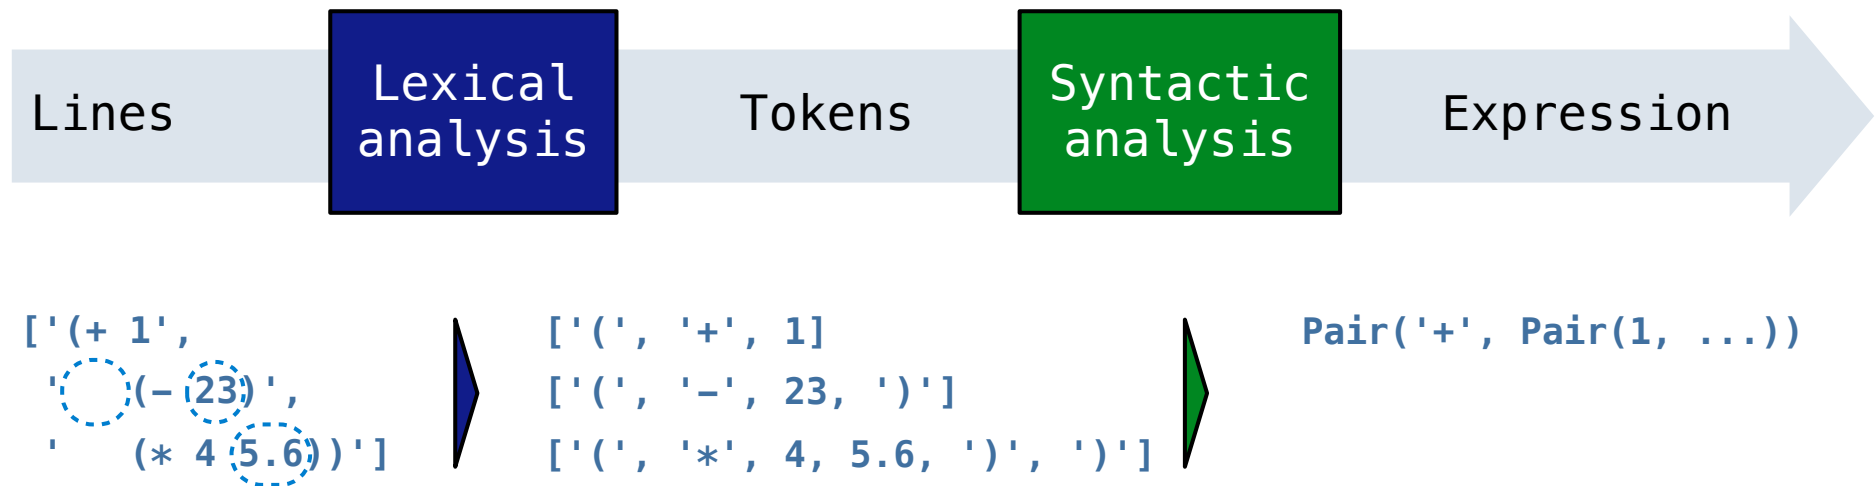 Lines
Lexical
analysis
Tokens
Syntactic
analysis
Expression
['(+ 1',
'   (- 23)',
'   (* 4 5.6))']
['(', '+', 1]
['(', '-', 23, ')']
['(', '*', 4, 5.6, ')', ')']
Pair('+', Pair(1, ...))